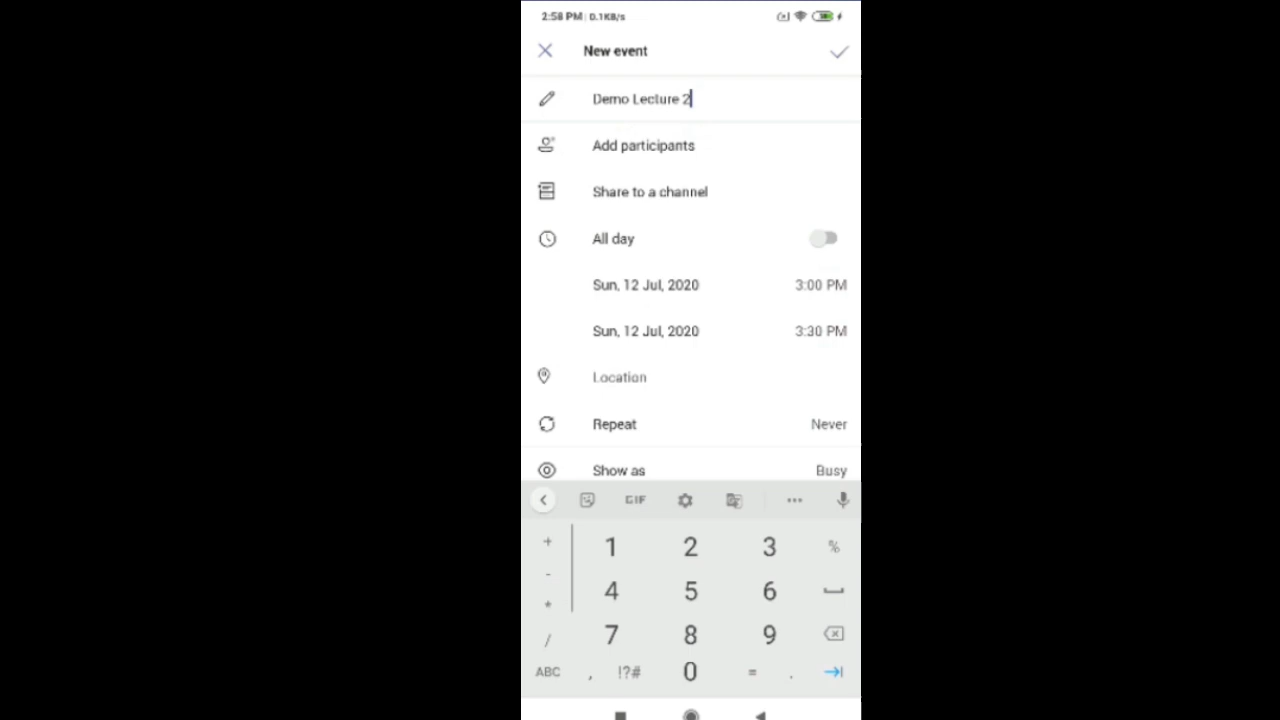 2:58 PM | 0.1KB/s
New event
Demo Lecture 2
Add participants
Share to a channel
All day
Sun, 12 Jul, 2020 3:00 PM
Sun, 12 Jul, 2020 3:30 PM
Location
Repeat Never
Show as Busy
GIF
+ 1 2 3 %
- 4 5 6
* 7 8 9
/
ABC , !?# 0 = .